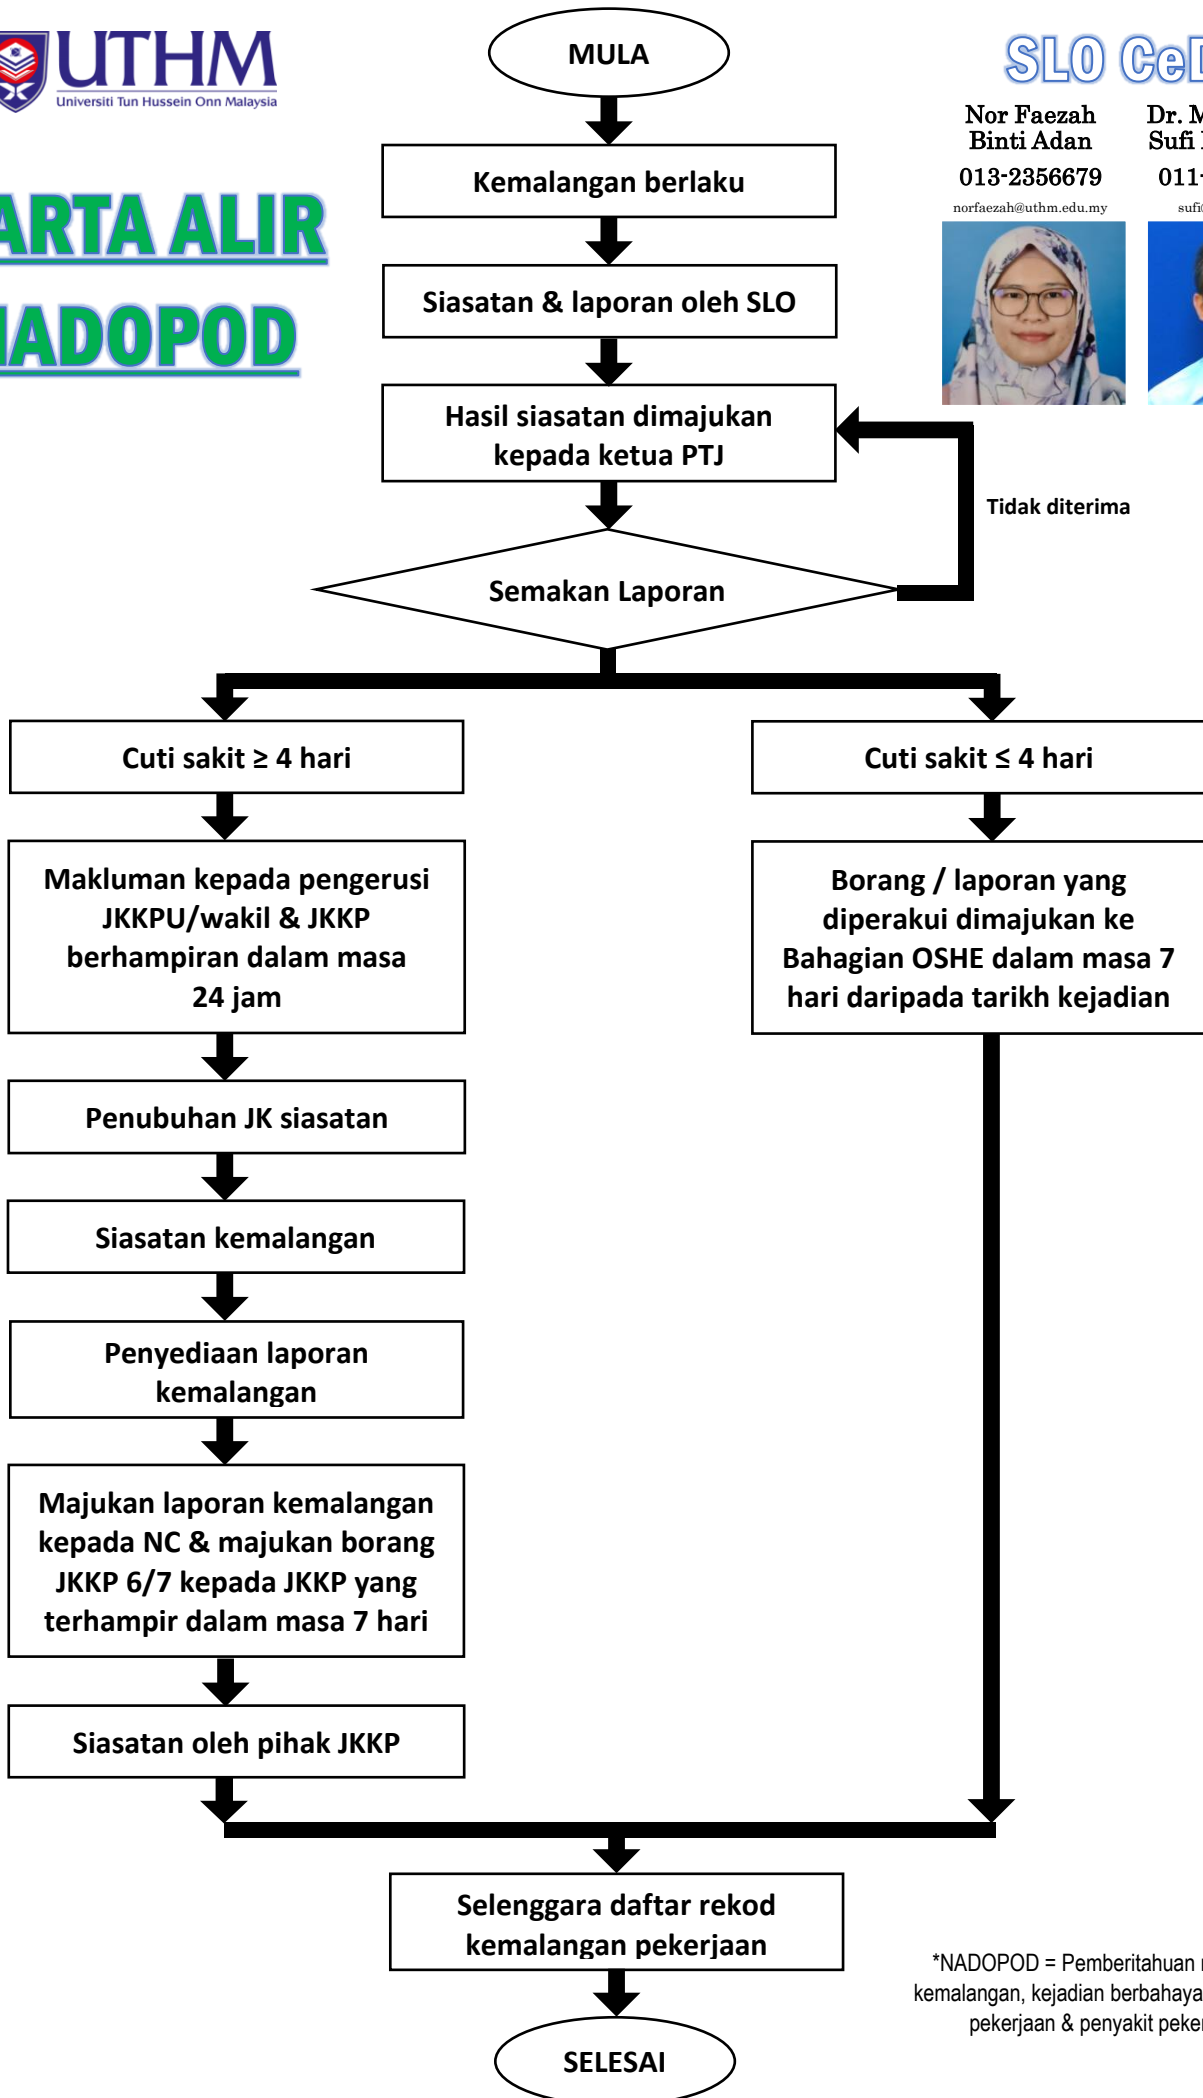 UTHM
Universiti Tun Hussein Onn Malaysia
ARTA ALIR
NADOPOD
MULA
Kemalangan berlaku
Siasatan & laporan oleh SLO
Hasil siasatan dimajukan
kepada ketua PTJ
Tidak diterima
Semakan Laporan
SLO
Nor Faezah
Binti Adan
013-2356679
norfaezah@uthm.edu.my
Dr.
Sufi
011-
Cuti sakit ≥ 4 hari
Makluman kepada pengerusi
JKKPU/wakil & JKKP
berhampiran dalam masa
24 jam
Penubuhan JK siasatan
Siasatan kemalangan
Penyediaan laporan
kemalangan
Majukan laporan kemalangan
kepada NC & majukan borang
JKKP 6/7 kepada JKKP yang
terhampir dalam masa 7 hari
Siasatan oleh pihak JKKP
Cuti sakit ≤ 4 hari
Borang / laporan yang
diperakui dimajukan ke
Bahagian OSHE dalam masa 7
hari daripada tarikh kejadian
Selenggara daftar rekod
kemalangan pekerjaan
SELESAI
*NADOPOD = Pemberitahuan
kemalangan, kejadian berbahaya
pekerjaan & penyakit